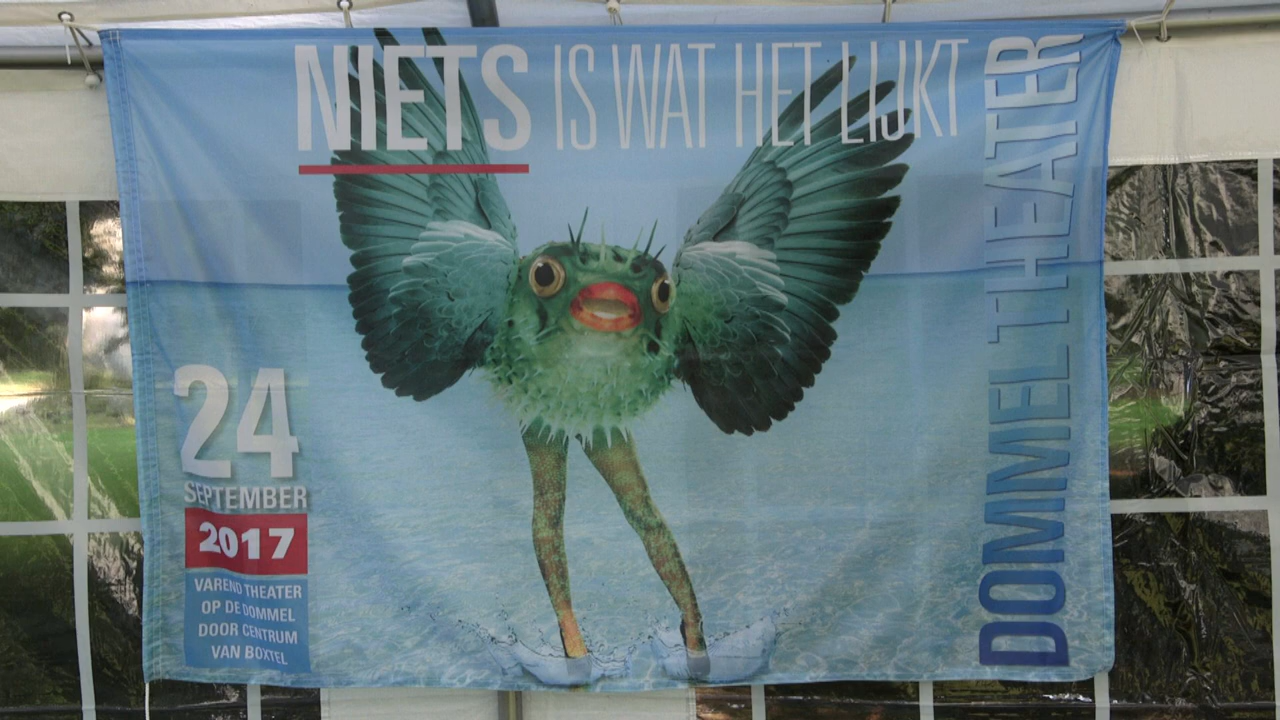 NIETS IS WAT HET LIJKT
DOMMELTHEATER
24
SEPTEMBER
2017
VAREND THEATER
OP DE DOMMEL
DOOR CENTRUM
VAN BOXTEL